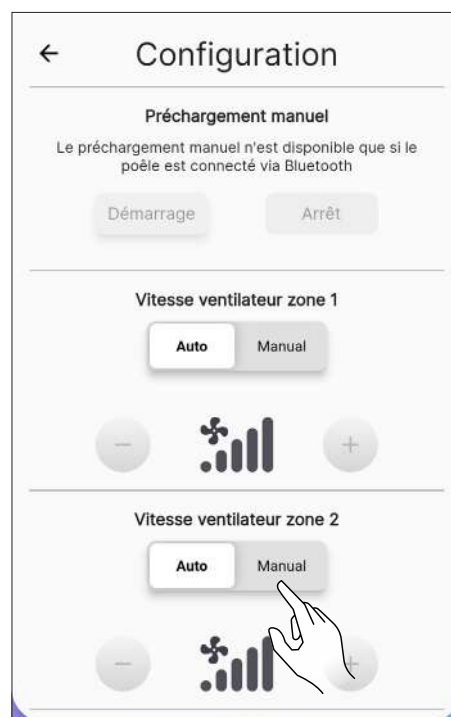 Configuration
Préchargement manuel
Le préchargement manuel n'est disponible que si le
poêle est connecté via Bluetooth
Démarrage Arrêt
Vitesse ventilateur zone 1
Auto Manual
Vitesse ventilateur zone 2
Auto Manual